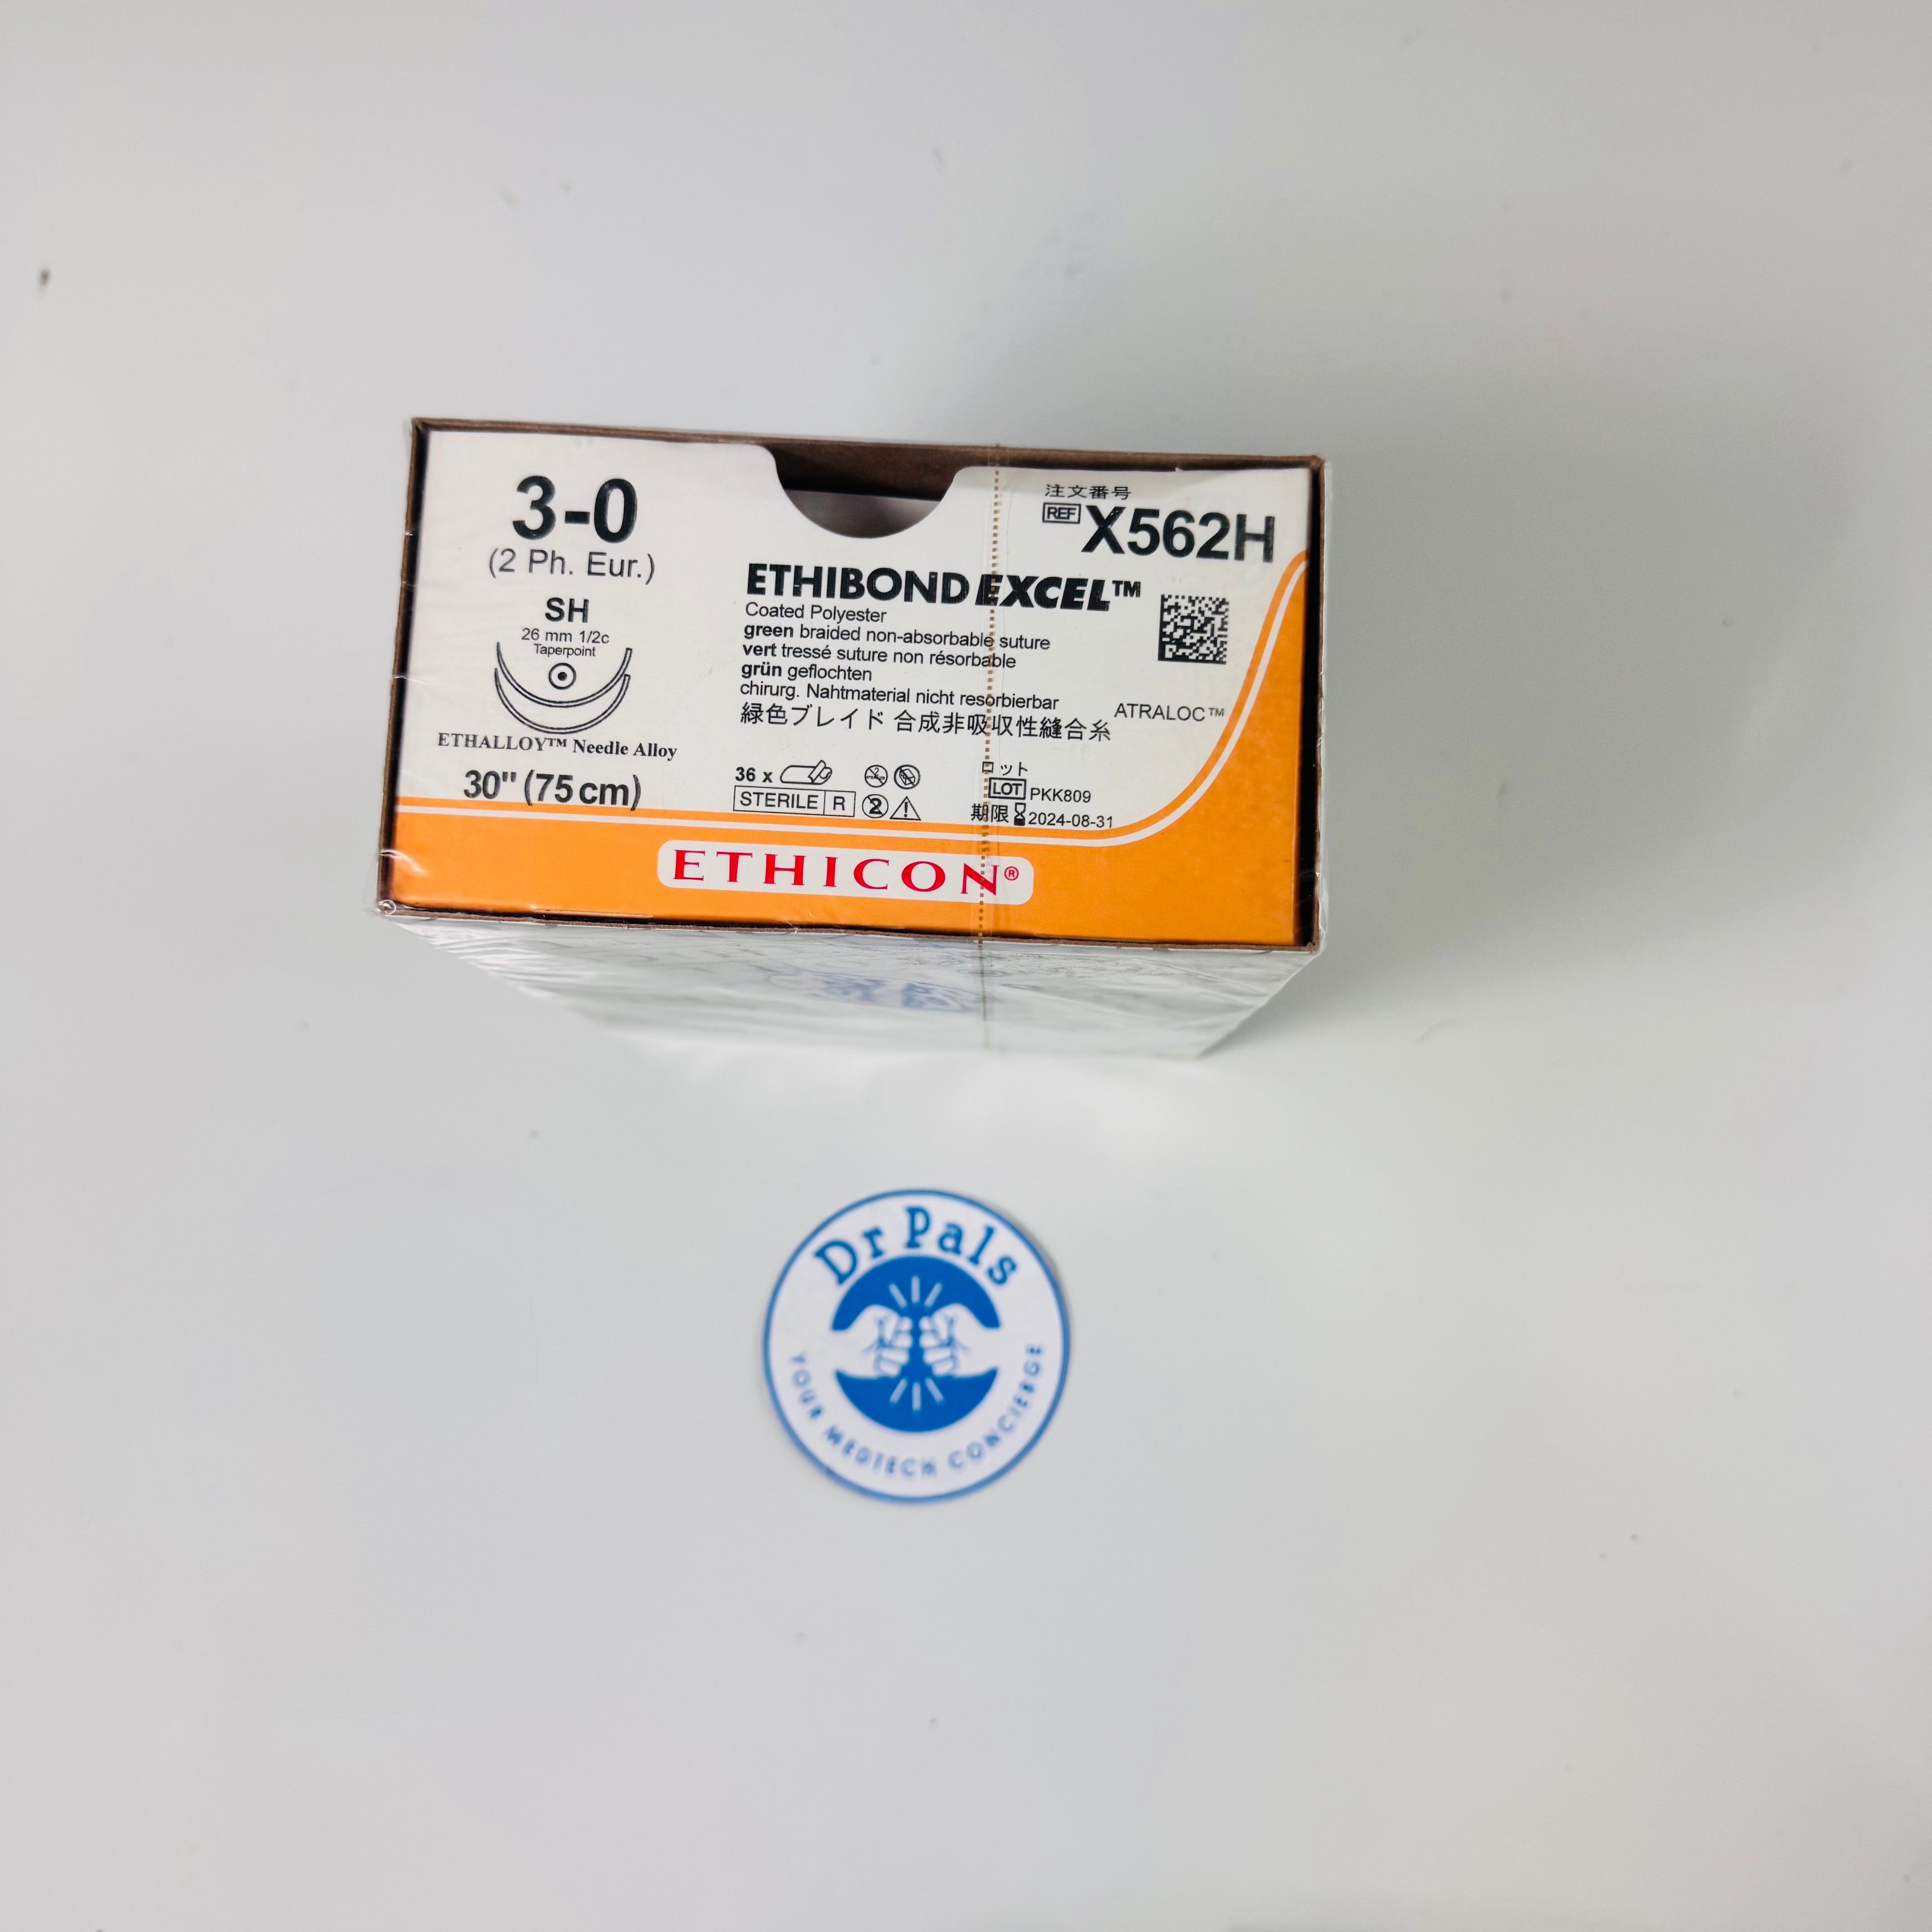 3-0
(2 Ph. Eur.)
SH
26 mm 1/2c
Taperpoint
ETHALLOY™ Needle Alloy
30" (75 cm)
注文番号
REF X562H
ETHIBOND EXCEL™
Coated Polyester
green braided non-absorbable suture
vert tressé suture non résorbable
grün geflochten
chirurg. Nahtmaterial nicht resorbierbar
緑色ブレイド 合成非吸収性縫合糸
ATRALOC™
36 x
STERILE R
2
ロット
LOT PKK809
期限 2024-08-31
ETHICON®
Dr Pals
YOUR MEDTECH CONCIERGE